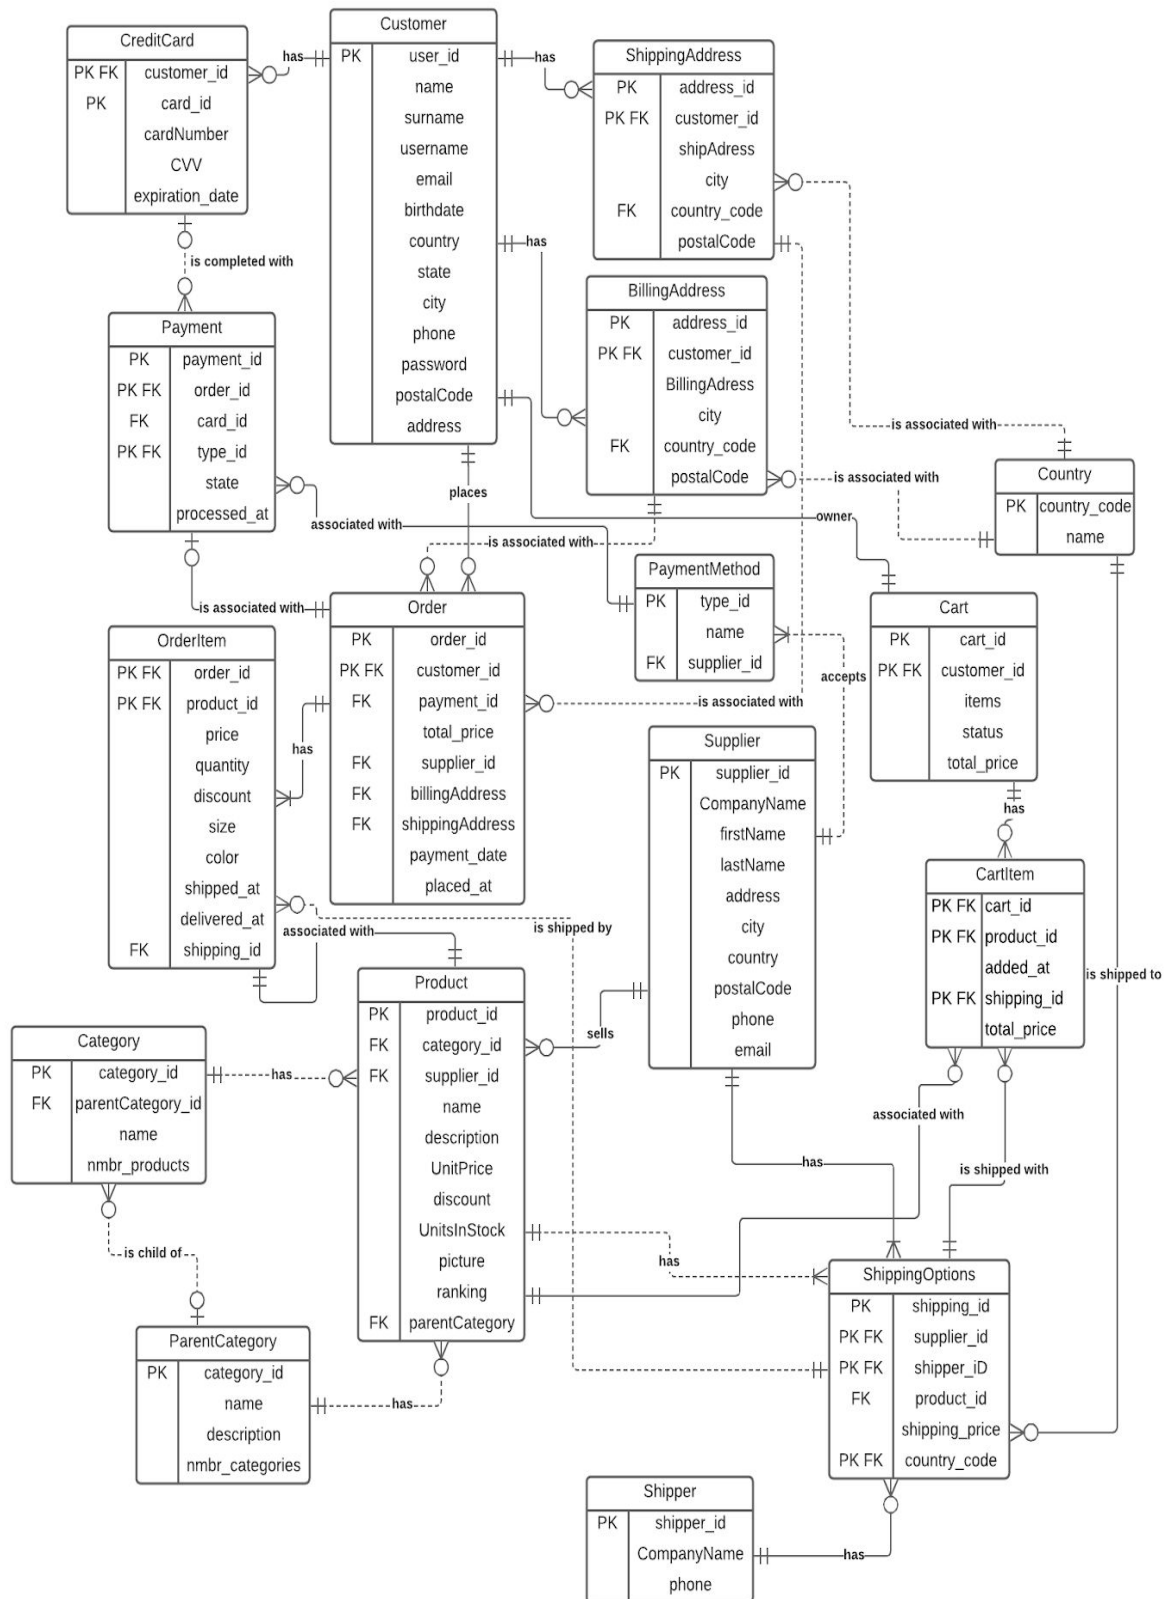 CreditCard
PK FK customer_id
PK card_id
cardNumber
CVV
expiration_date
has
Customer
PK user_id
name
surname
username
email
birthdate
country
state
city
phone
password
postalCode
address
has
ShippingAddress
PK address_id
PK FK customer_id
shipAdress
city
FK country_code
postalCode
has
BillingAddress
PK address_id
PK FK customer_id
BillingAdress
city
FK country_code
postalCode
is completed with
Payment
PK payment_id
PK FK order_id
FK card_id
PK FK type_id
state
processed_at
is associated with
is associated with
Country
PK country_code
name
places
associated with
owner
is associated with
PaymentMethod
PK type_id
name
FK supplier_id
Cart
PK cart_id
PK FK customer_id
items
status
total_price
is associated with
Order
PK order_id
PK FK customer_id
FK payment_id
total_price
FK supplier_id
FK billingAddress
FK shippingAddress
payment_date
placed_at
OrderItem
PK FK order_id
PK FK product_id
price
quantity
discount
size
color
shipped_at
delivered_at
FK shipping_id
has
accepts
is associated with
Supplier
PK supplier_id
CompanyName
firstName
lastName
address
city
country
postalCode
phone
email
has
CartItem
PK FK cart_id
PK FK product_id
added_at
PK FK shipping_id
total_price
is shipped to
is shipped by
associated with
Product
PK product_id
FK category_id
FK supplier_id
name
description
UnitPrice
discount
UnitsInStock
picture
ranking
FK parentCategory
sells
Category
PK category_id
FK parentCategory_id
name
nmbr_products
has
associated with
has
is shipped with
is child of
has
ShippingOptions
PK shipping_id
PK FK supplier_id
PK FK shipper_iD
FK product_id
shipping_price
PK FK country_code
ParentCategory
PK category_id
name
description
nmbr_categories
has
Shipper
PK shipper_id
CompanyName
phone
has